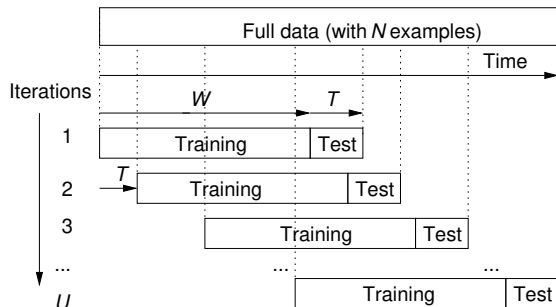 Full data (with N examples)
Time
Iterations
W T
1 Training Test
T
2 Training Test
3 Training Test
... ... ...
U Training Test